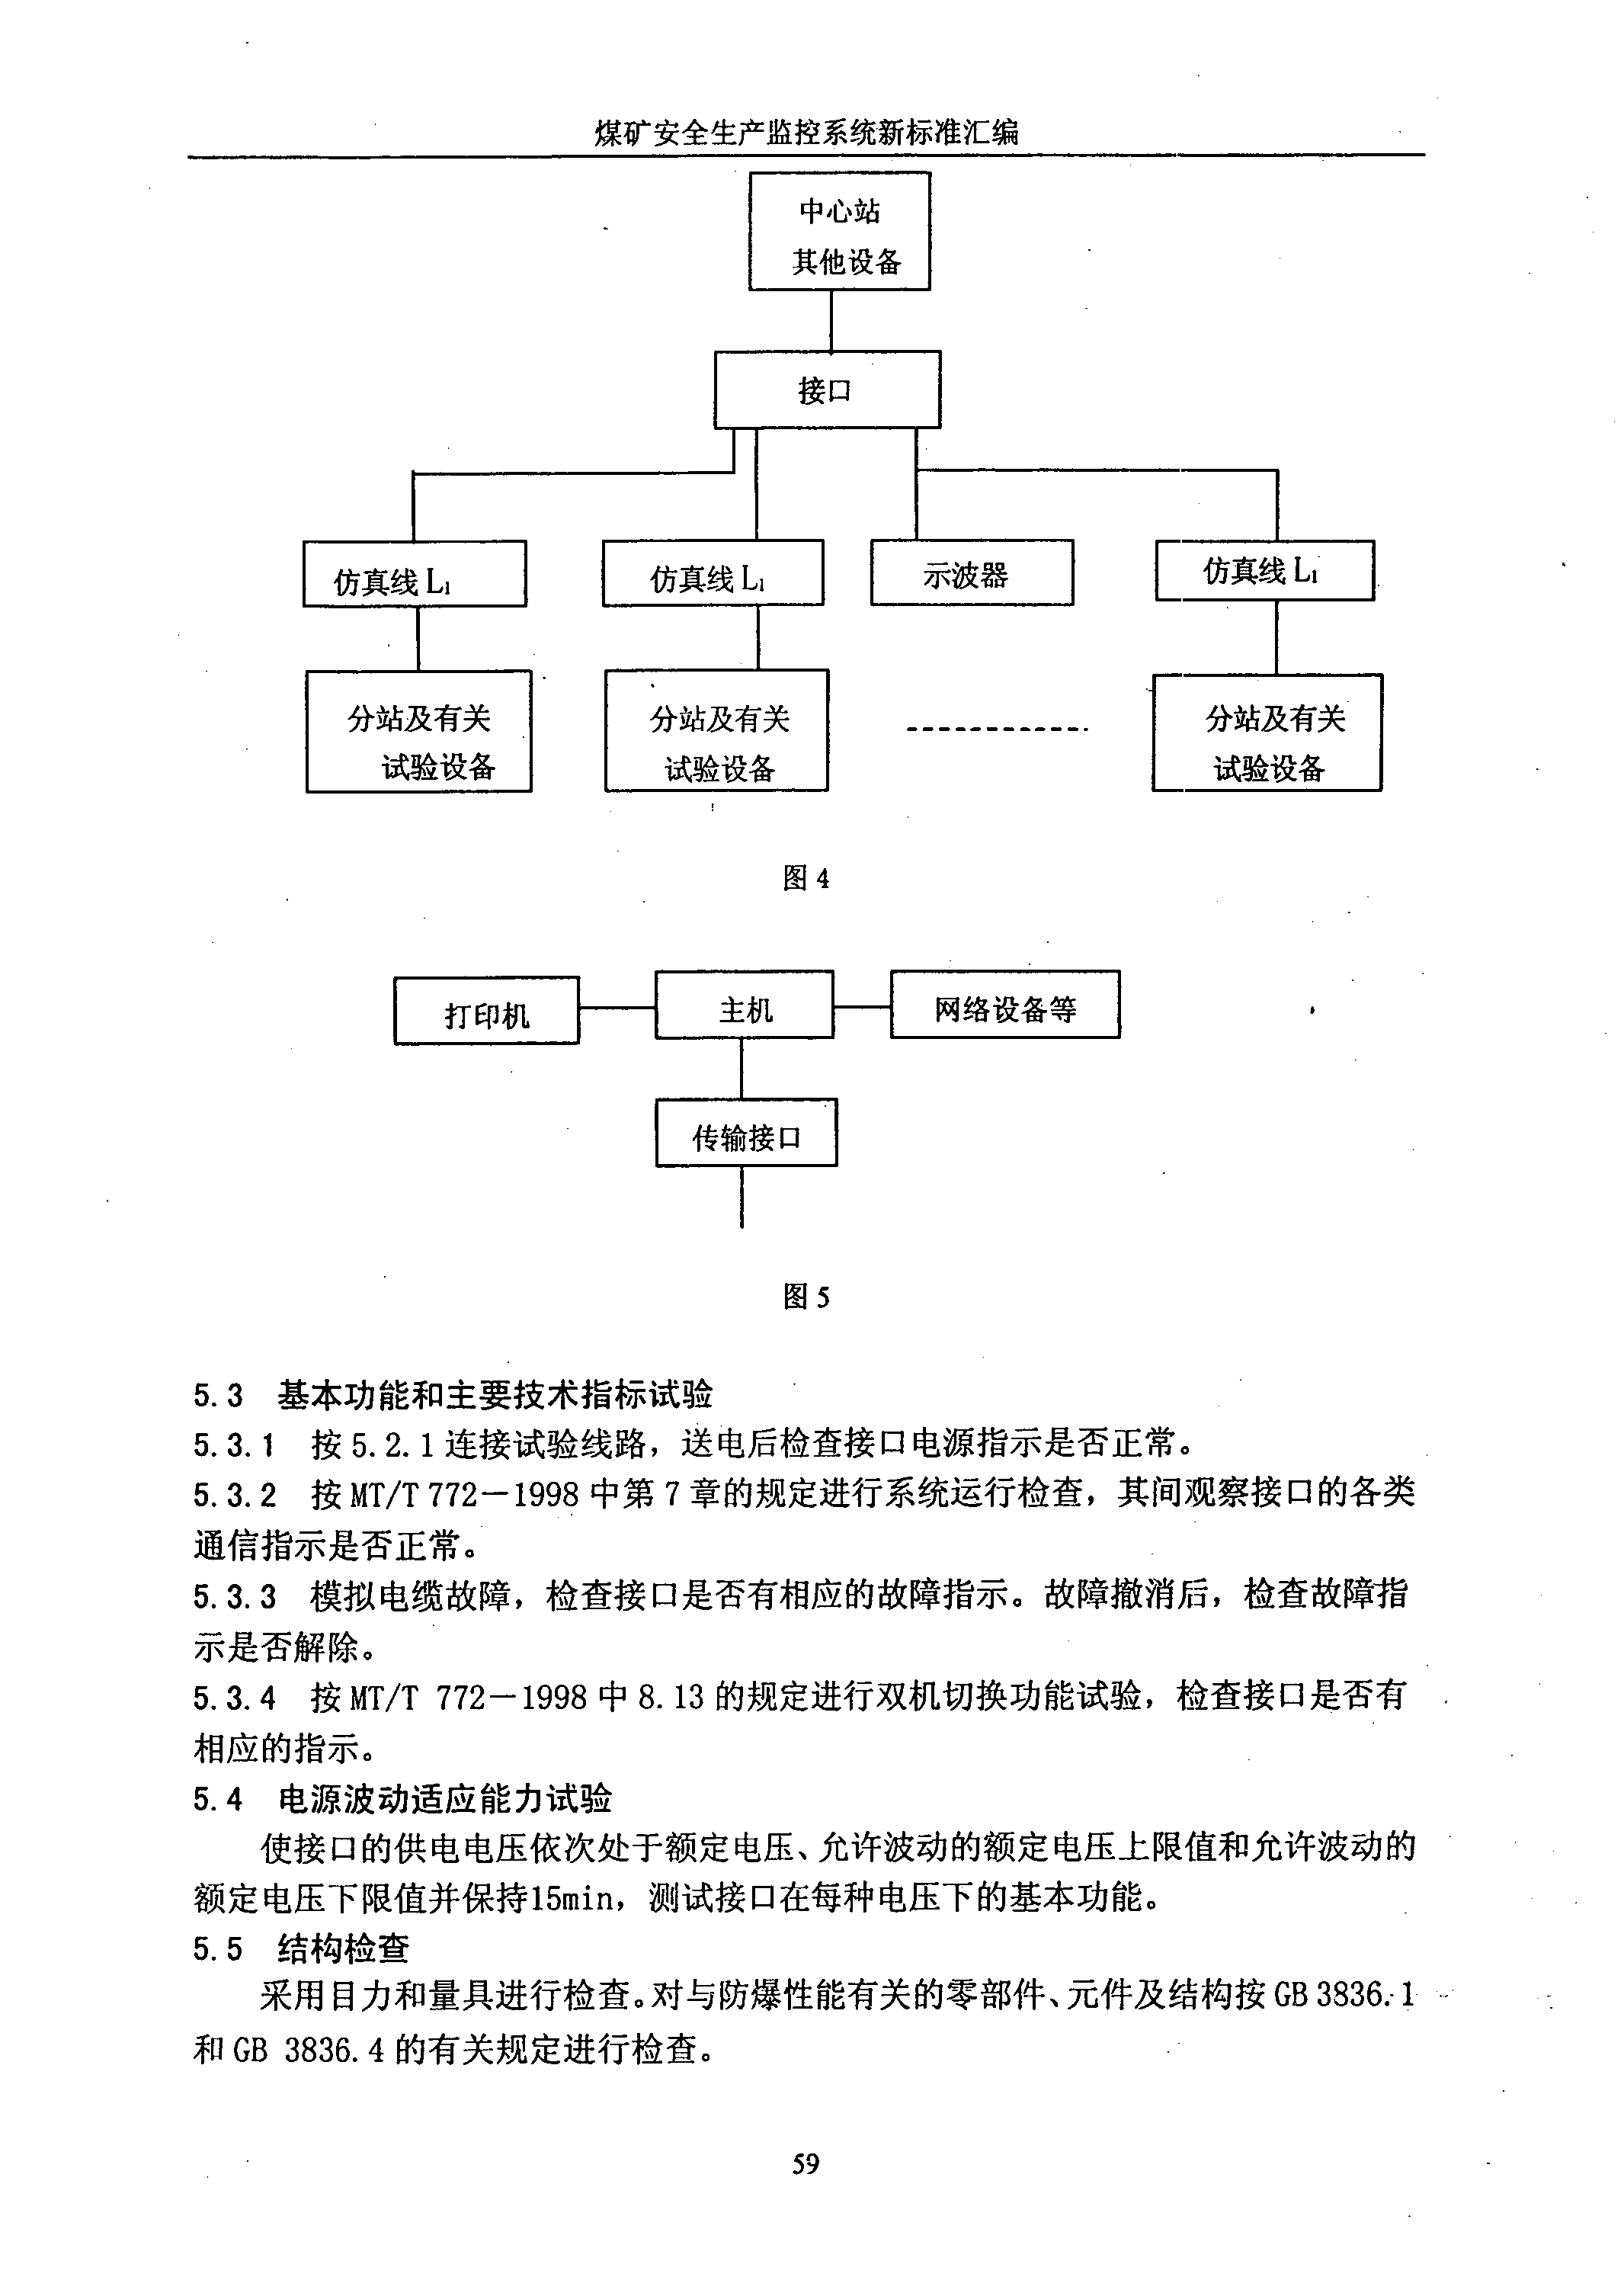 煤矿安全生产监控系统新标准汇编
中心站
其他设备
接口
仿真线 L₁
仿真线 L₁
示波器
仿真线 L₁
分站及有关
试验设备
分站及有关
试验设备
分站及有关
试验设备
图 4
打印机
主机
网络设备等
传输接口
图 5
5.3 基本功能和主要技术指标试验
5.3.1 按 5.2.1 连接试验线路，送电后检查接口电源指示是否正常。
5.3.2 按 MT/T 772－1998 中第 7 章的规定进行系统运行检查，其间观察接口的各类
通信指示是否正常。
5.3.3 模拟电缆故障，检查接口是否有相应的故障指示。故障撤消后，检查故障指
示是否解除。
5.3.4 按 MT/T 772－1998 中 8.13 的规定进行双机切换功能试验，检查接口是否有
相应的指示。
5.4 电源波动适应能力试验
使接口的供电电压依次处于额定电压、允许波动的额定电压上限值和允许波动的
额定电压下限值并保持15min，测试接口在每种电压下的基本功能。
5.5 结构检查
采用目力和量具进行检查。对与防爆性能有关的零部件、元件及结构按 GB 3836.1
和 GB 3836.4 的有关规定进行检查。
59